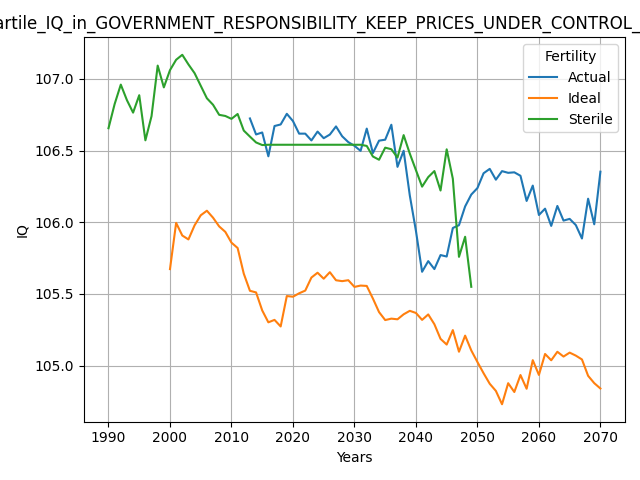 artile_IQ_in_GOVERNMENT_RESPONSIBILITY_KEEP_PRICES_UNDER_CONTROL_
Fertility
Actual
Ideal
Sterile
107.0
106.5
106.0
105.5
105.0
IQ
1990 2000 2010 2020 2030 2040 2050 2060 2070
Years